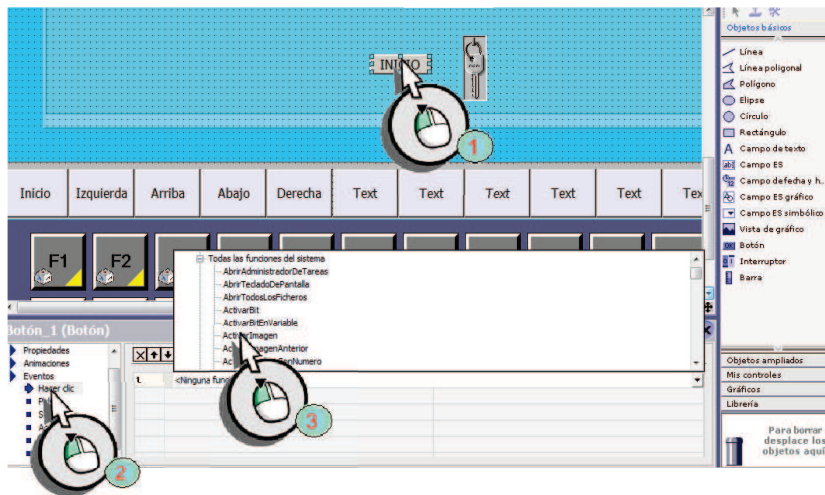 Objetos básicos
Línea
Línea poligonal
Polígono
Elipse
Círculo
Rectángulo
A Campo de texto
Campo ES
Campo de fecha y h..
Campo ES gráfico
Campo ES simbólico
Vista de gráfico
OK Botón
Interruptor
Barra
INICIO
1
Inicio Izquierda Arriba Abajo Derecha Text Text Text Text Text Tex
F1 F2
Todas las funciones del sistema
AbrirAdministradorDeTareas
AbrirTecladoDePantalla
AbrirTodosLosFicheros
ActivarBit
ActivarBitEnVariable
ActivarImagen
Botón_1 (Botón)
Propiedades
Animaciones
Eventos
Hacer clic
1 <Ninguna func
3
2
Objetos ampliados
Mis controles
Gráficos
Librería
Para borrar
desplace los
objetos aquí